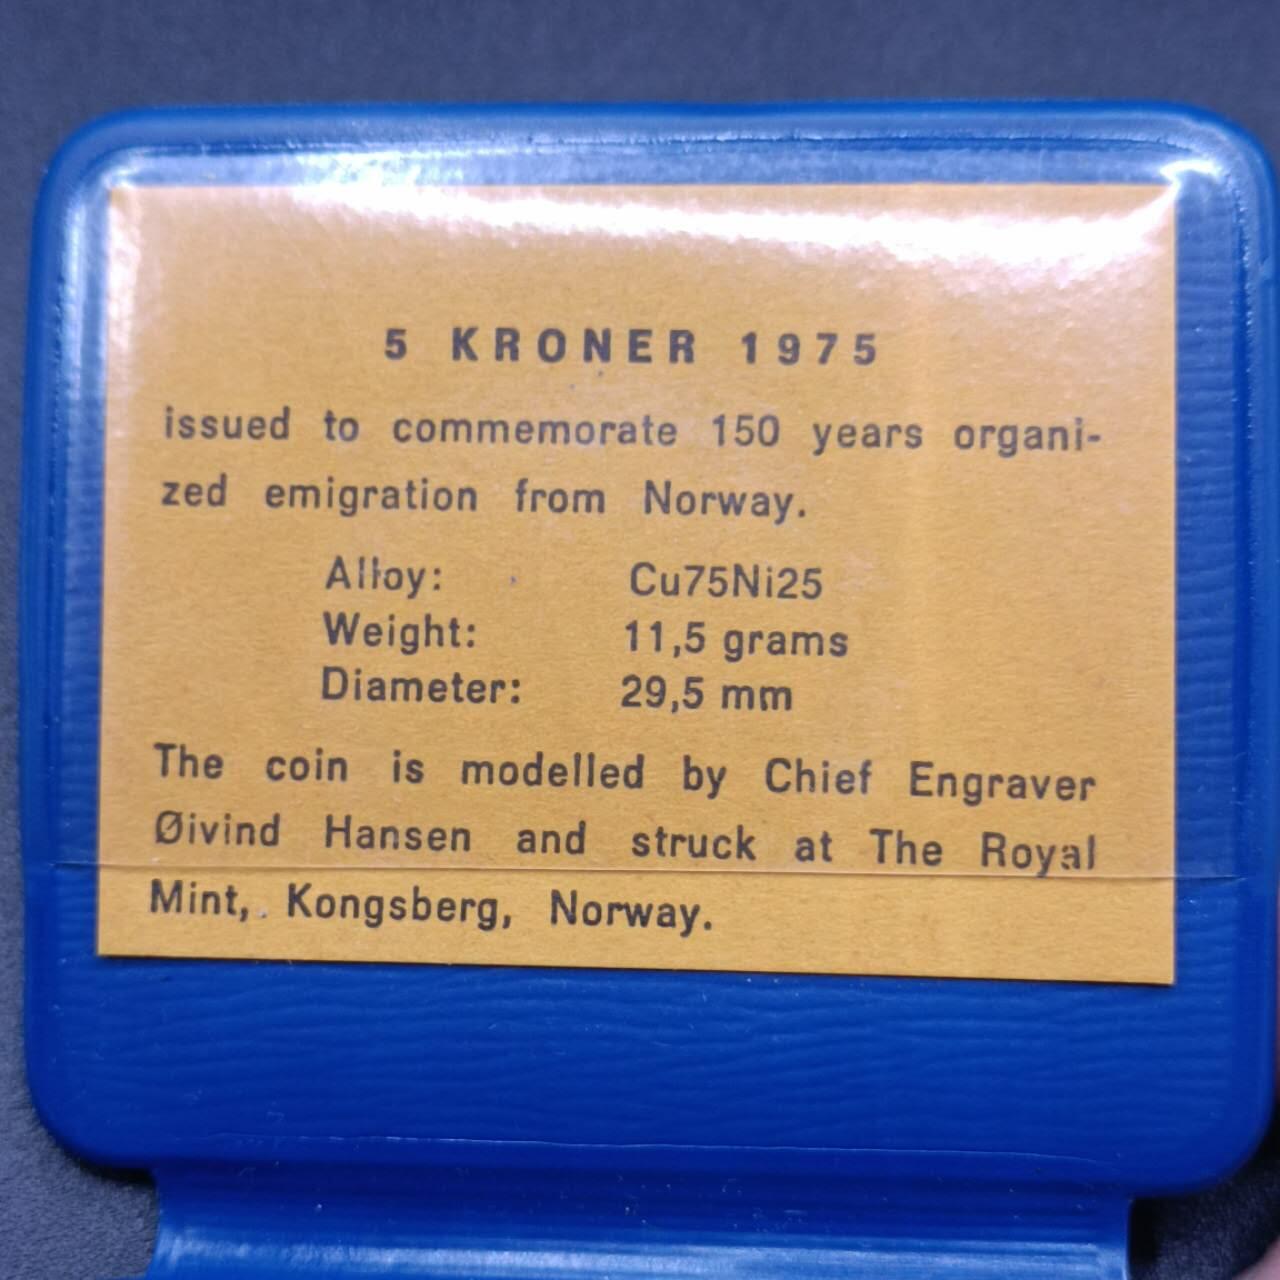 5 KRONER 1975
issued to commemorate 150 years organi-
zed emigration from Norway.
Alloy: Cu75Ni25
Weight: 11,5 grams
Diameter: 29,5 mm
The coin is modelled by Chief Engraver
Øivind Hansen and struck at The Royal
Mint, Kongsberg, Norway.